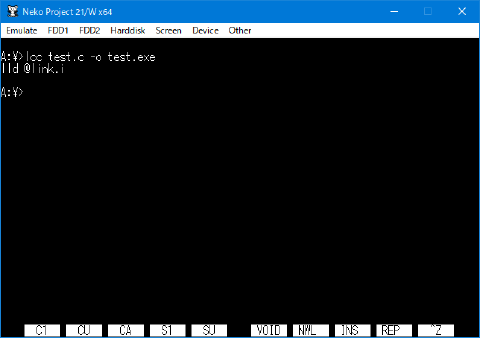 Neko Project 21/W x64
Emulate FDD1 FDD2 Harddisk Screen Device Other
A:¥>lcc test.c -o test.exe
lld @link.i
A:¥>
C1 CU CA S1 SU VOID NWL INS REP ^Z